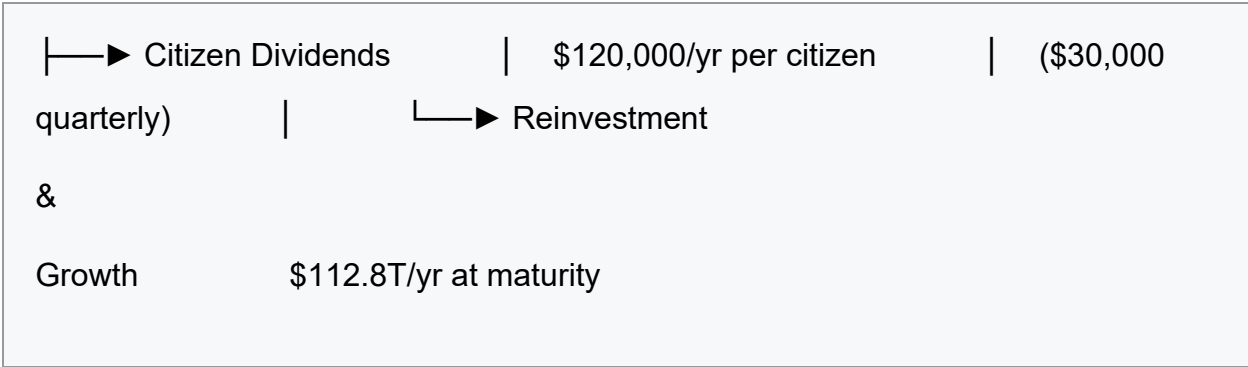 ├──► Citizen Dividends │ $120,000/yr per citizen │ ($30,000
quarterly) │ └──► Reinvestment
&
Growth $112.8T/yr at maturity